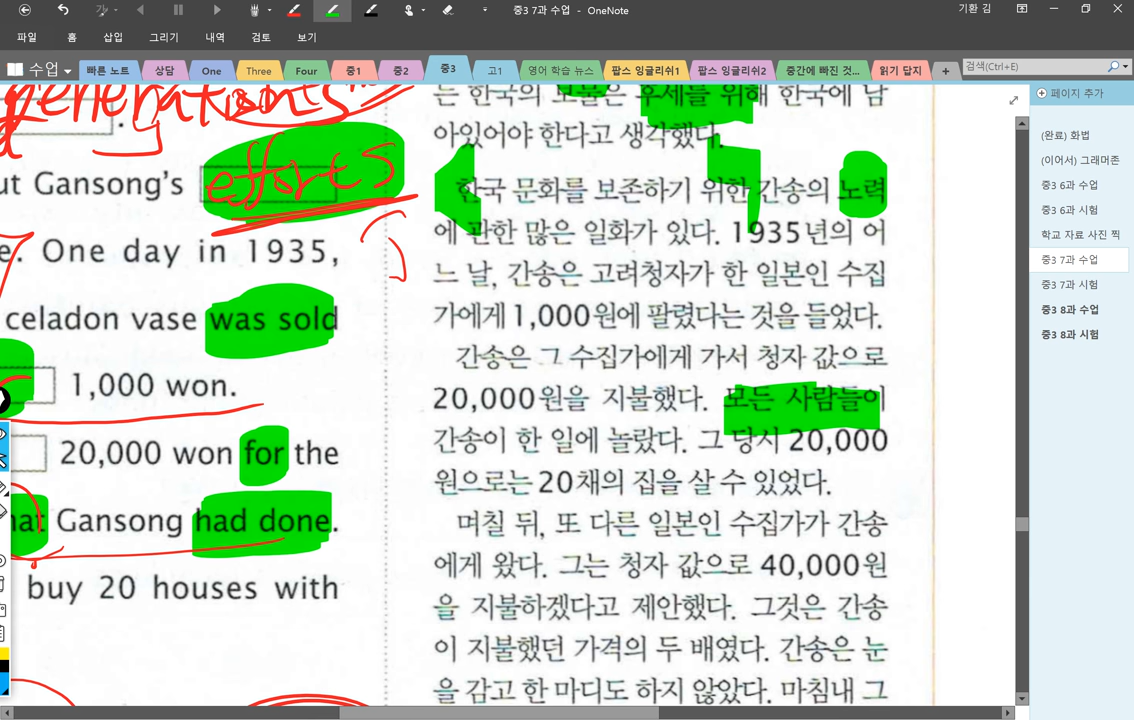 중3 7과 수업 - OneNote
기환 김
파일 홈 삽입 그리기 내역 검토 보기
수업 빠른 노트 상담 One Three Four 중1 중2 중3 고1 영어 학습 뉴스 팝스 잉글리쉬1 팝스 잉글리쉬2 중간에 빠진 것... 읽기 답지 + 검색(Ctrl+E)
페이지 추가
(완료) 화법
(이어서) 그래머존
중3 6과 수업
중3 6과 시험
학교 자료 사진 찍
중3 7과 수업
중3 7과 시험
중3 8과 수업
중3 8과 시험
generations
.
ut Gansong's efforts
e. One day in 1935,
celadon vase was sold
1,000 won.
20,000 won for the
hat Gansong had done.
buy 20 houses with
는 한국의 보물은 후세를 위해 한국에 남
아있어야 한다고 생각했다.
한국 문화를 보존하기 위한 간송의 노력
에 관한 많은 일화가 있다. 1935년의 어
느 날, 간송은 고려청자가 한 일본인 수집
가에게 1,000원에 팔렸다는 것을 들었다.
간송은 그 수집가에게 가서 청자 값으로
20,000원을 지불했다. 모든 사람들이
간송이 한 일에 놀랐다. 그 당시 20,000
원으로는 20채의 집을 살 수 있었다.
며칠 뒤, 또 다른 일본인 수집가가 간송
에게 왔다. 그는 청자 값으로 40,000원
을 지불하겠다고 제안했다. 그것은 간송
이 지불했던 가격의 두 배였다. 간송은 눈
을 감고 한 마디도 하지 않았다. 마침내 그